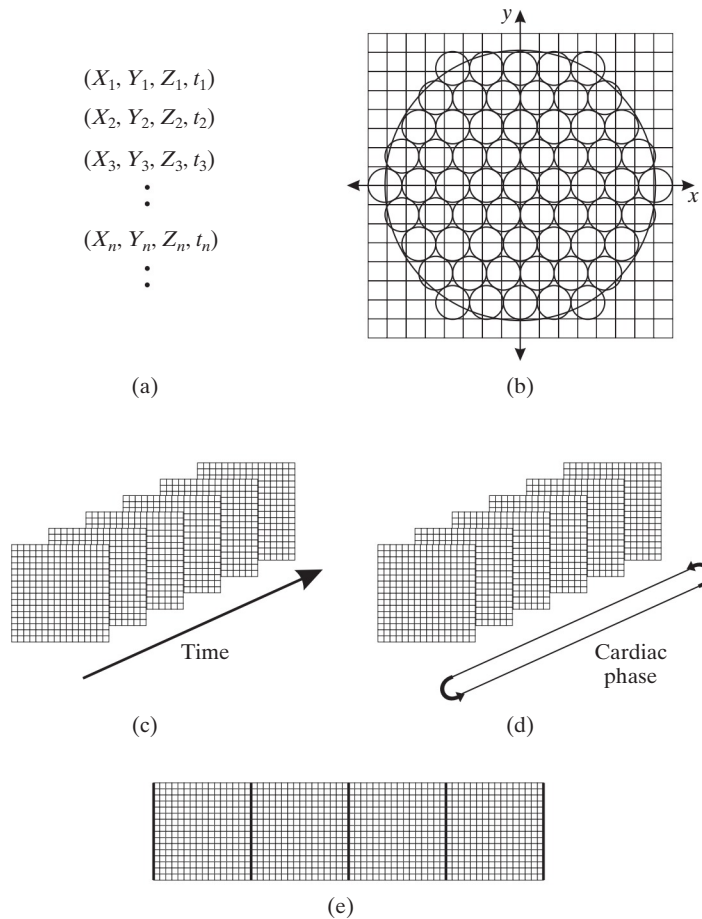 (X₁, Y₁, Z₁, t₁)
(X₂, Y₂, Z₂, t₂)
(X₃, Y₃, Z₃, t₃)
(Xₙ, Yₙ, Zₙ, tₙ)
(a)
y
x
(b)
Time
(c)
Cardiac
phase
(d)
(e)